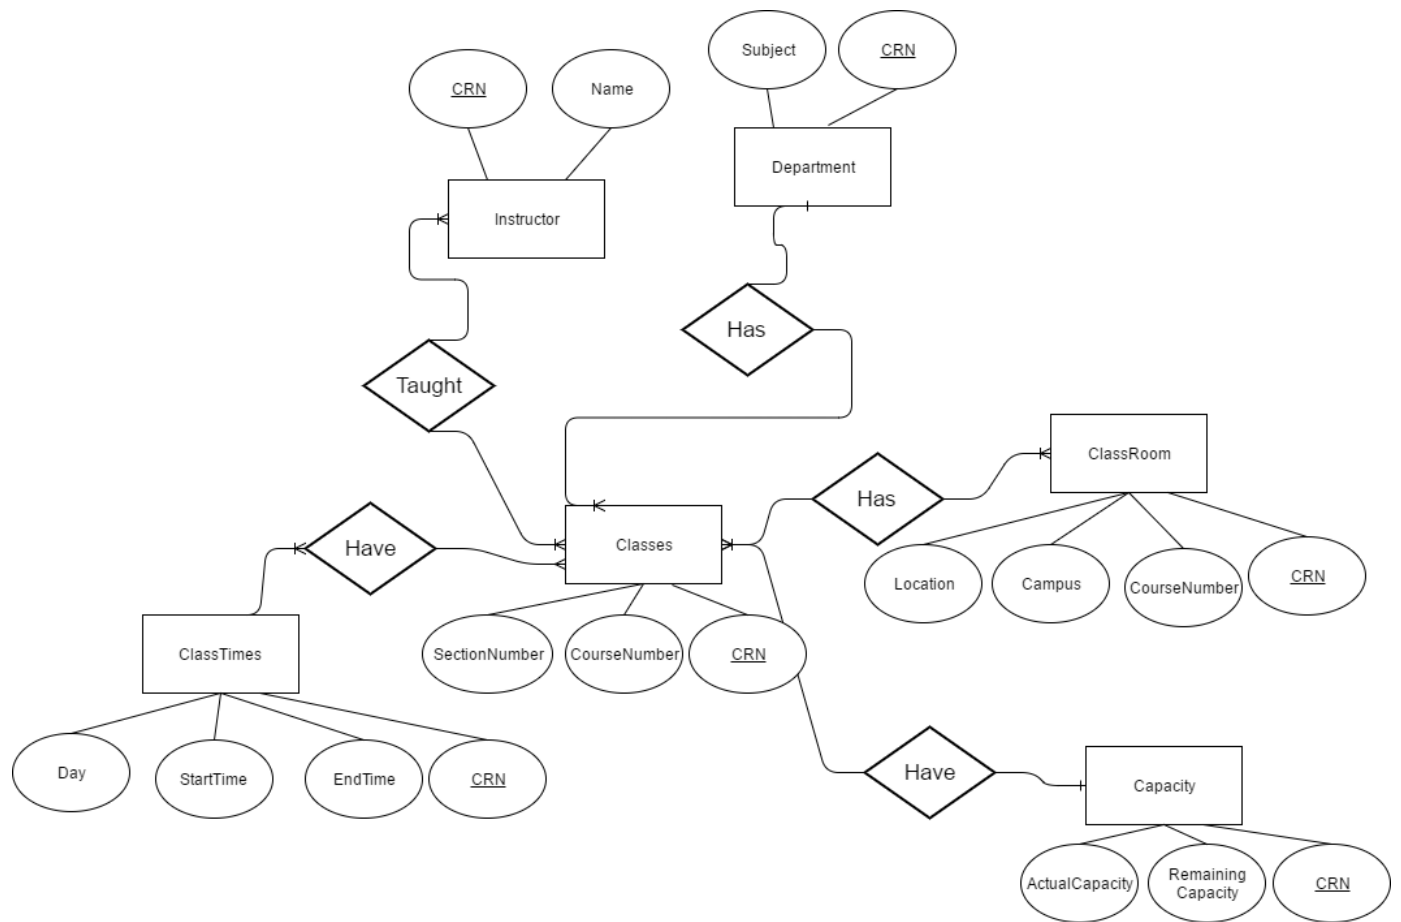 Subject
CRN
CRN
Name
Department
Instructor
Has
Taught
ClassRoom
Has
Classes
Have
Location
Campus
CourseNumber
CRN
ClassTimes
SectionNumber
CourseNumber
CRN
Day
StartTime
EndTime
CRN
Have
Capacity
ActualCapacity
Remaining
Capacity
CRN